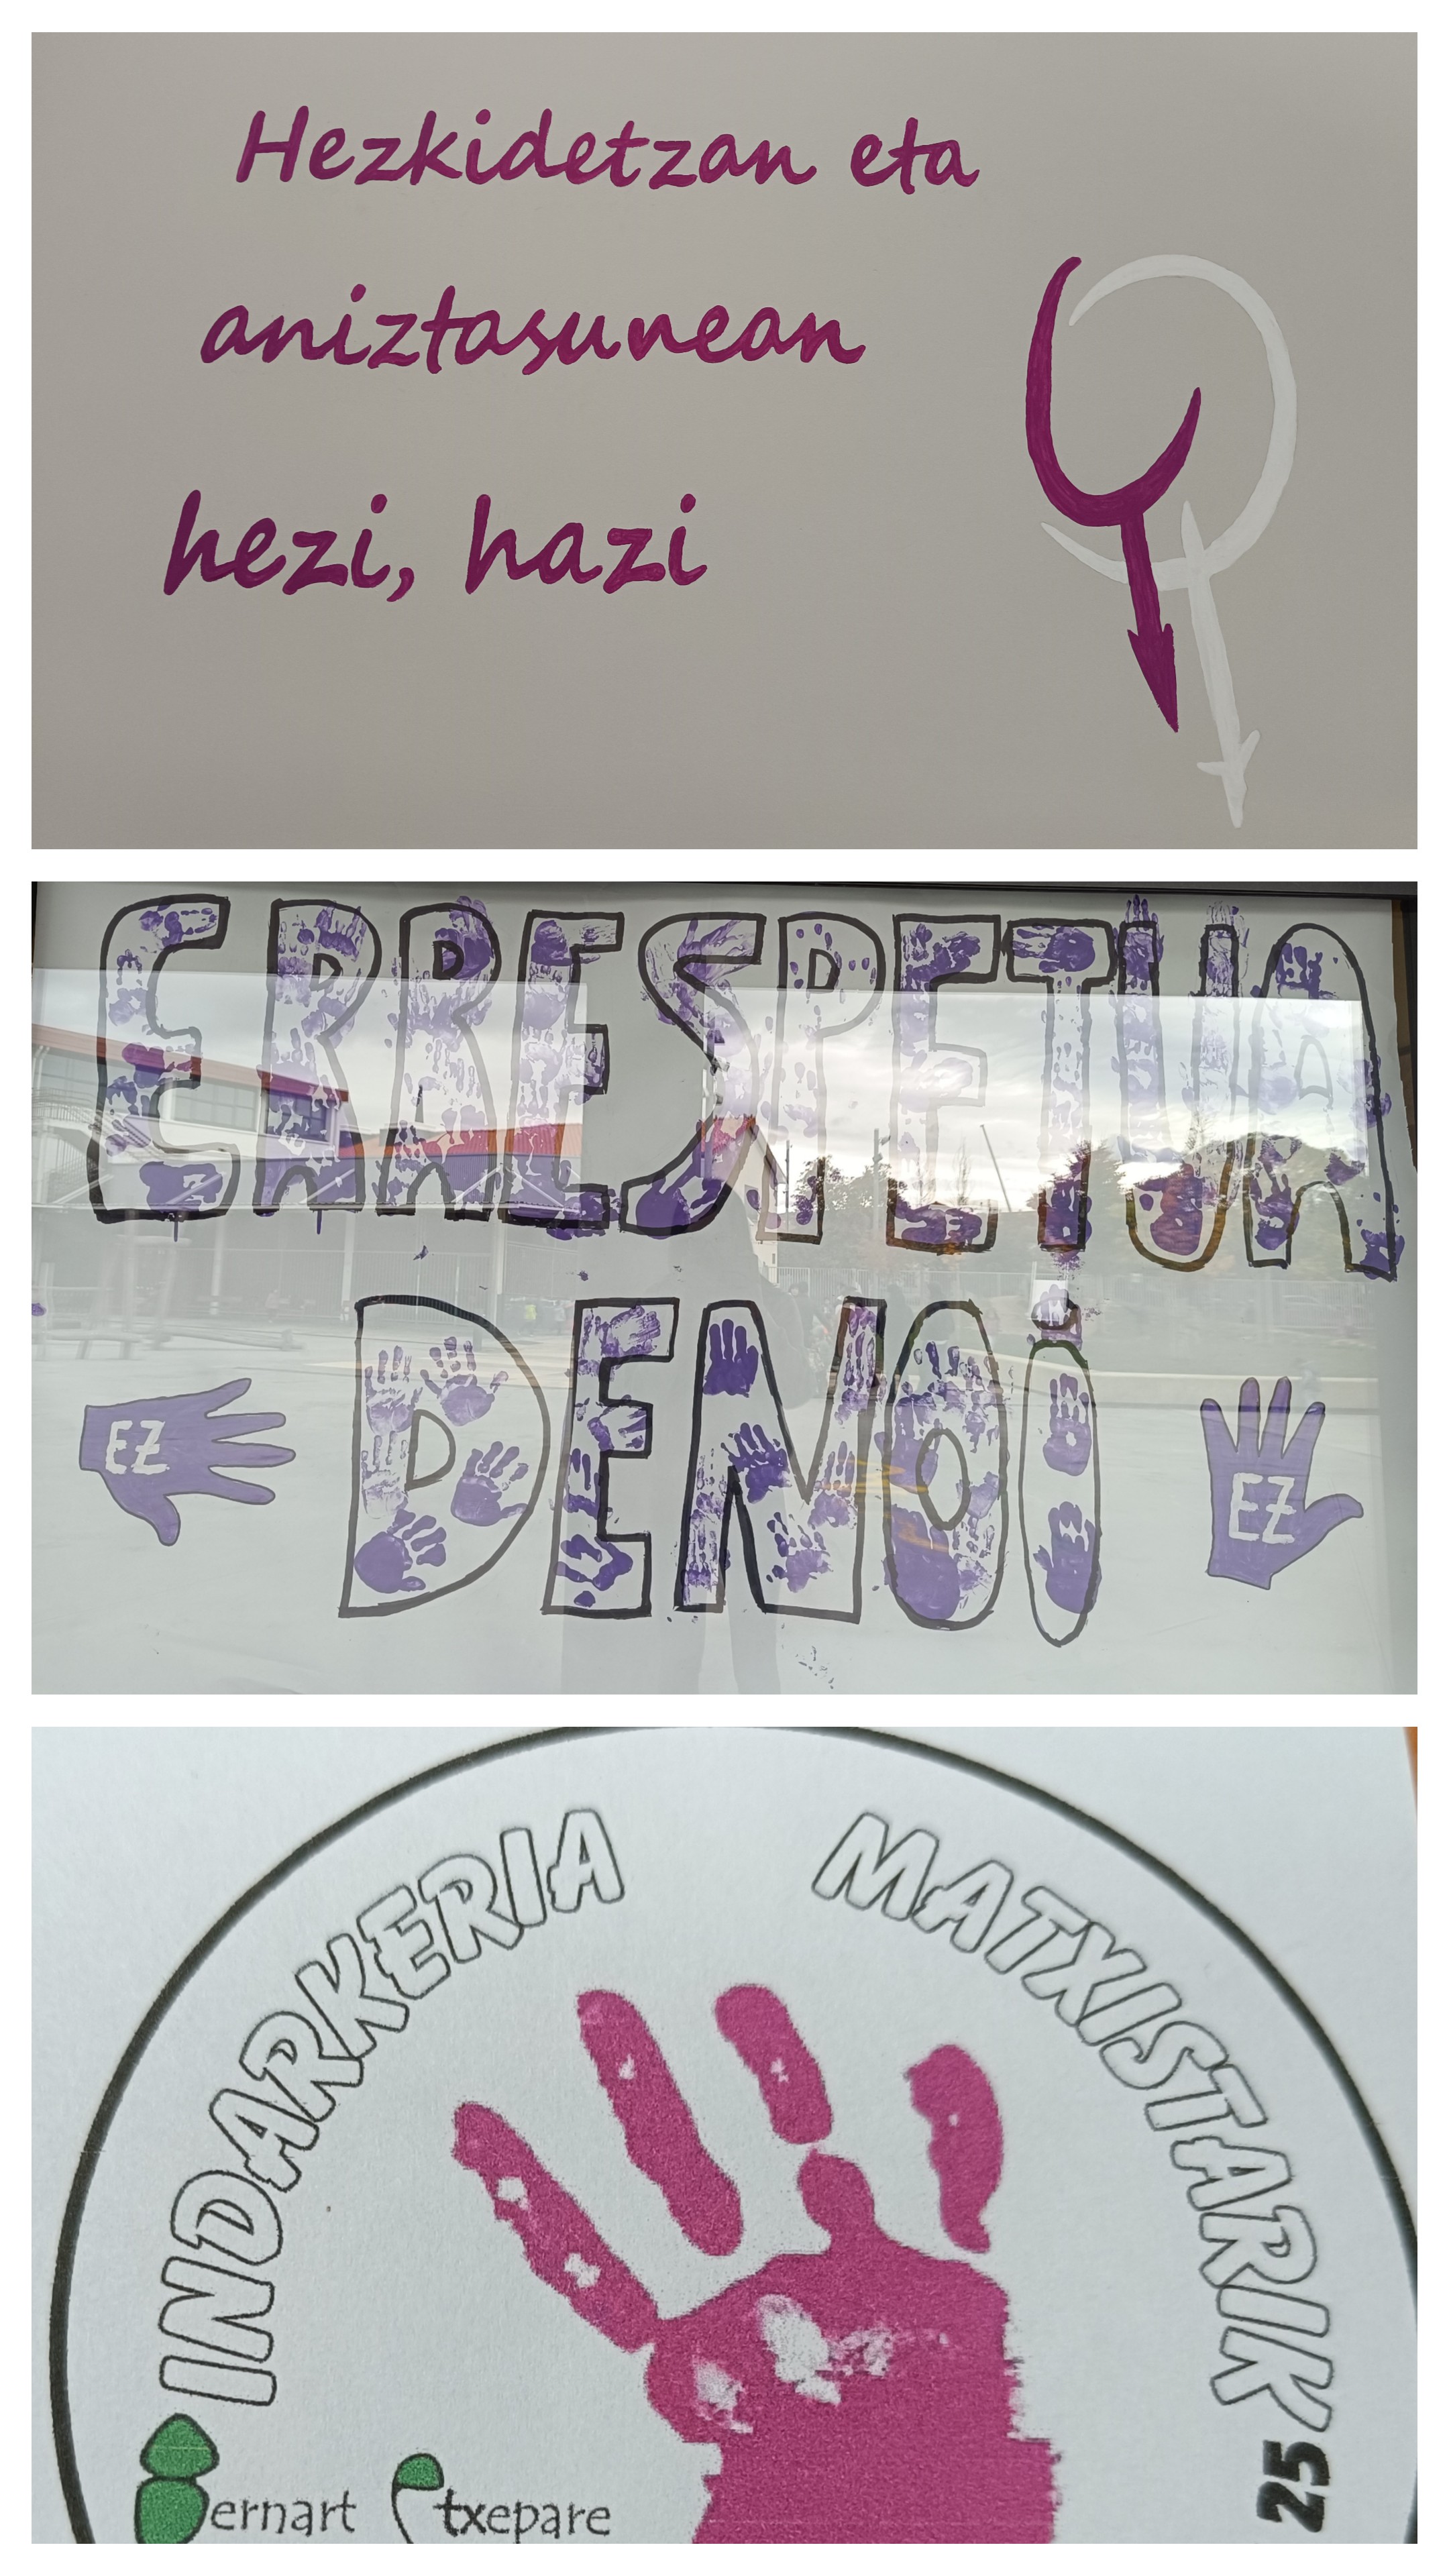 Hezkidetzan eta
aniztasunean
hezi, hazi
ERRESPETUA
EZ DENOi EZ
INDARKERIA MATXISTARIK
25
Bernart Etxepare